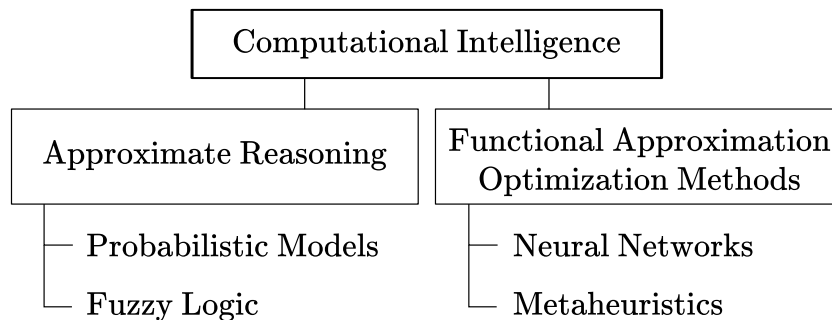 Computational Intelligence
Approximate Reasoning
Functional Approximation
Optimization Methods
Probabilistic Models
Fuzzy Logic
Neural Networks
Metaheuristics